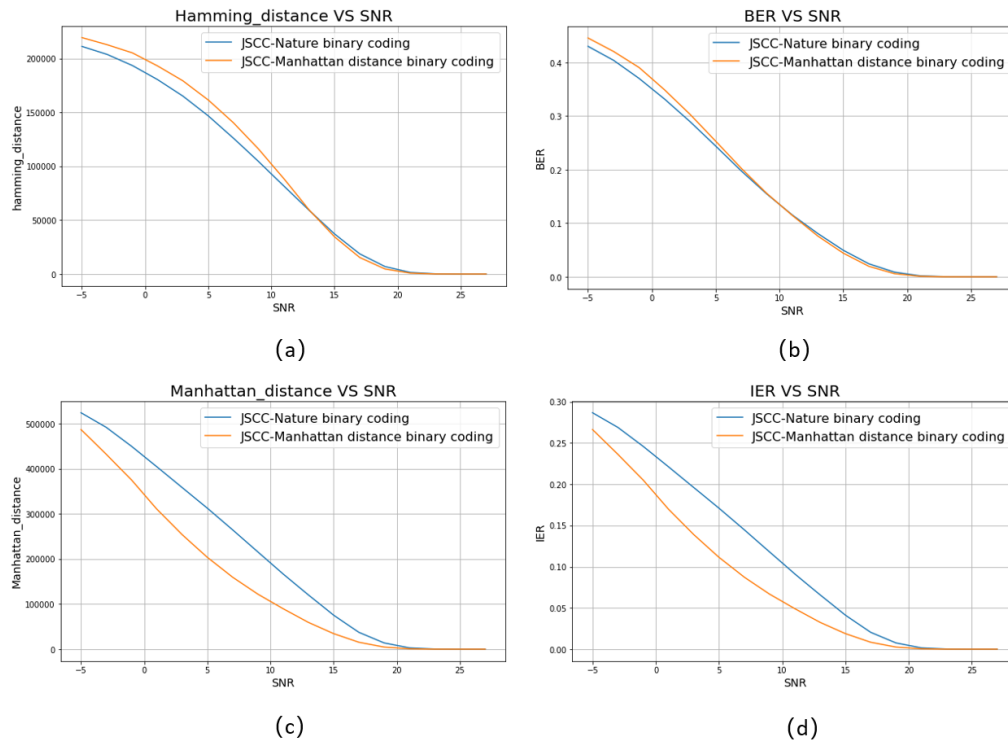 Hamming_distance VS SNR
JSCC-Nature binary coding
JSCC-Manhattan distance binary coding
200000
150000
100000
50000
0
hamming_distance
−5 0 5 10 15 20 25
SNR
(a)
BER VS SNR
JSCC-Nature binary coding
JSCC-Manhattan distance binary coding
0.4
0.3
0.2
0.1
0.0
BER
−5 0 5 10 15 20 25
SNR
(b)
Manhattan_distance VS SNR
JSCC-Nature binary coding
JSCC-Manhattan distance binary coding
500000
400000
300000
200000
100000
0
Manhattan_distance
−5 0 5 10 15 20 25
SNR
(c)
IER VS SNR
JSCC-Nature binary coding
JSCC-Manhattan distance binary coding
0.30
0.25
0.20
0.15
0.10
0.05
0.00
IER
−5 0 5 10 15 20 25
SNR
(d)